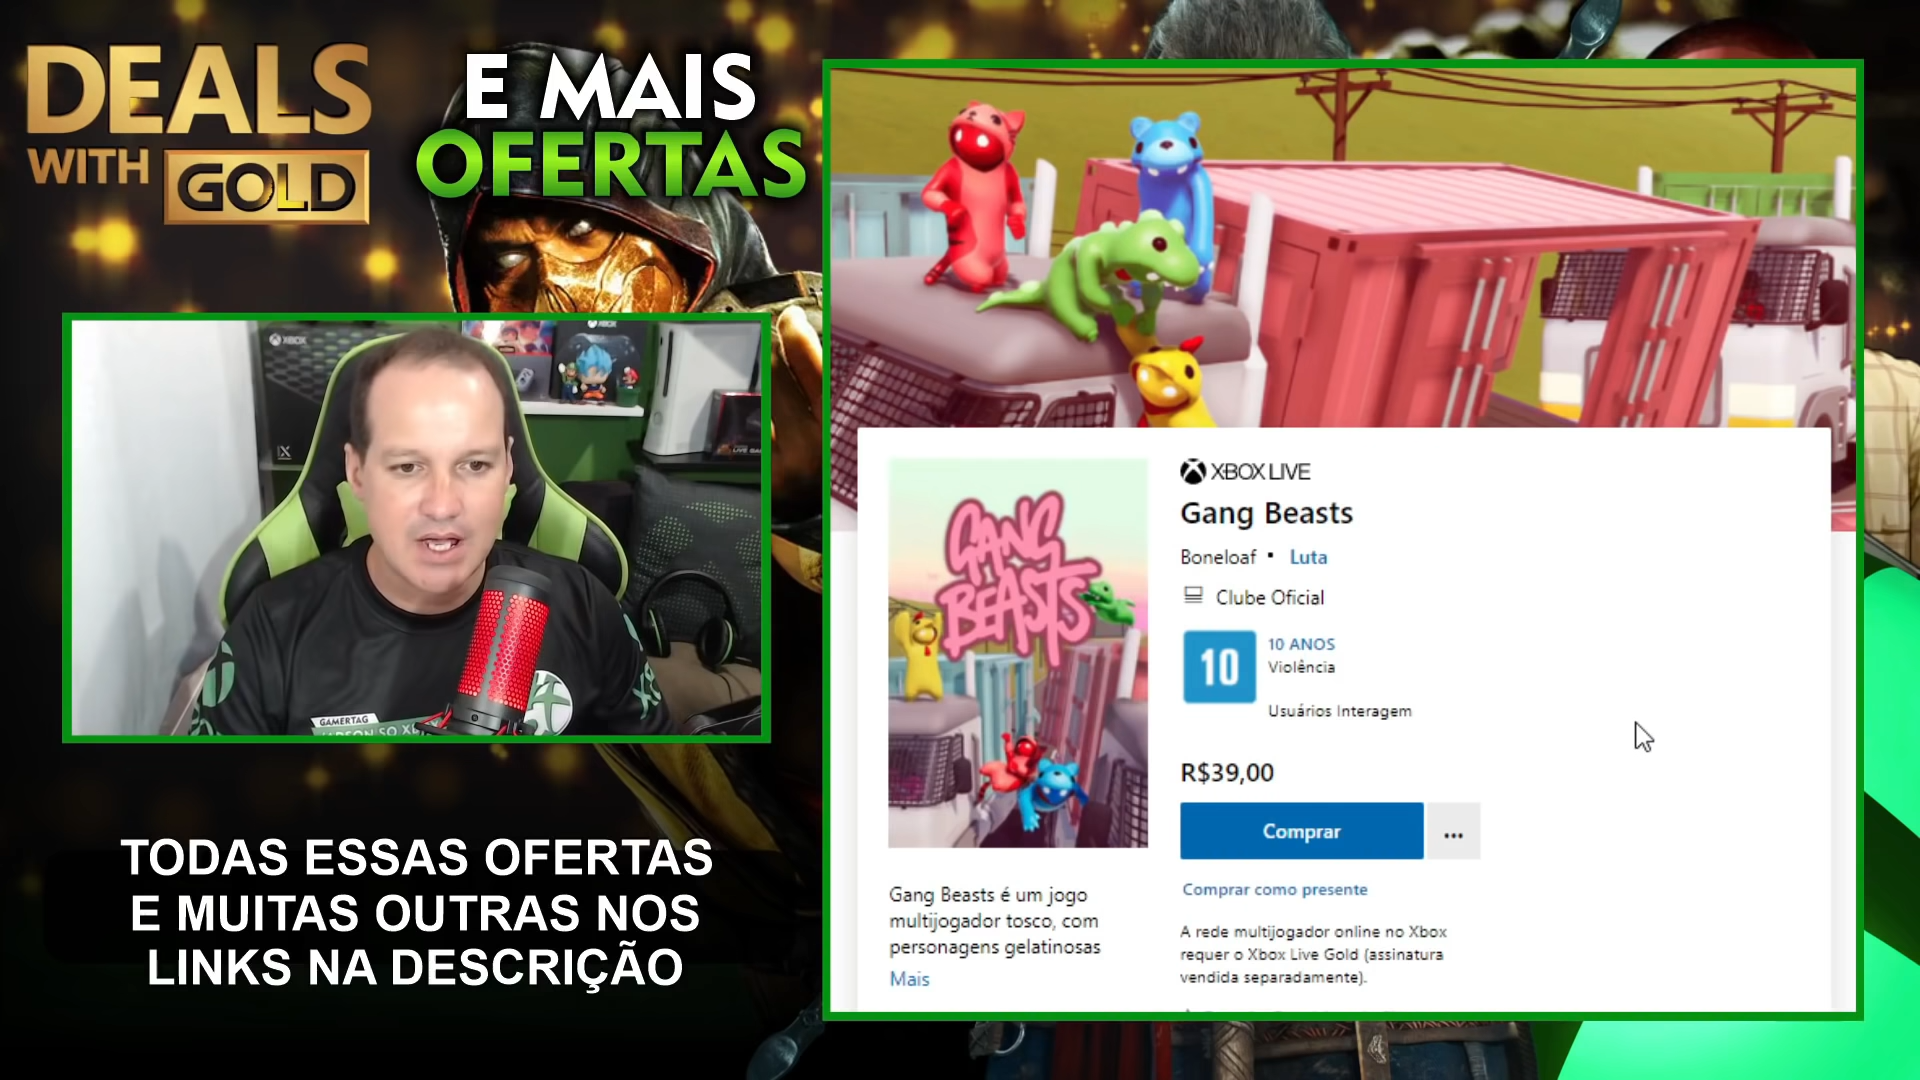 DEALS
WITH GOLD
E MAIS
OFERTAS
XBOX
XBOX
X
GAMERTAG
TODAS ESSAS OFERTAS
E MUITAS OUTRAS NOS
LINKS NA DESCRIÇÃO
GANG
BEASTS
XBOX LIVE
Gang Beasts
Boneloaf • Luta
Clube Oficial
10
10 ANOS
Violência
Usuários Interagem
R$39,00
Comprar
...
Comprar como presente
A rede multijogador online no Xbox
requer o Xbox Live Gold (assinatura
vendida separadamente).
Gang Beasts é um jogo
multijogador tosco, com
personagens gelatinosas
Mais